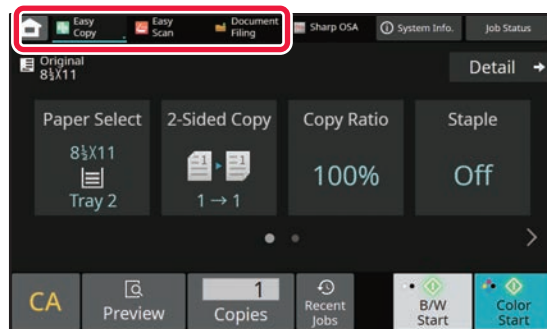 Easy
Copy
Easy
Scan
Document
Filing
Sharp OSA
System Info.
Job Status
Original
8½X11
Detail
Paper Select
8½X11
Tray 2
2-Sided Copy
1
1
1 → 1
Copy Ratio
100%
Staple
Off
CA
Preview
1
Copies
Recent
Jobs
B/W
Start
Color
Start